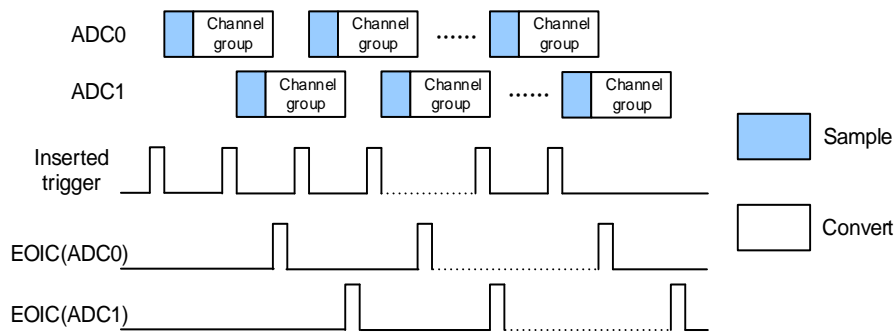 ADC0
Channel
group
Channel
group
......
Channel
group
ADC1
Channel
group
Channel
group
......
Channel
group
Sample
Inserted
trigger
Convert
EOIC(ADC0)
EOIC(ADC1)